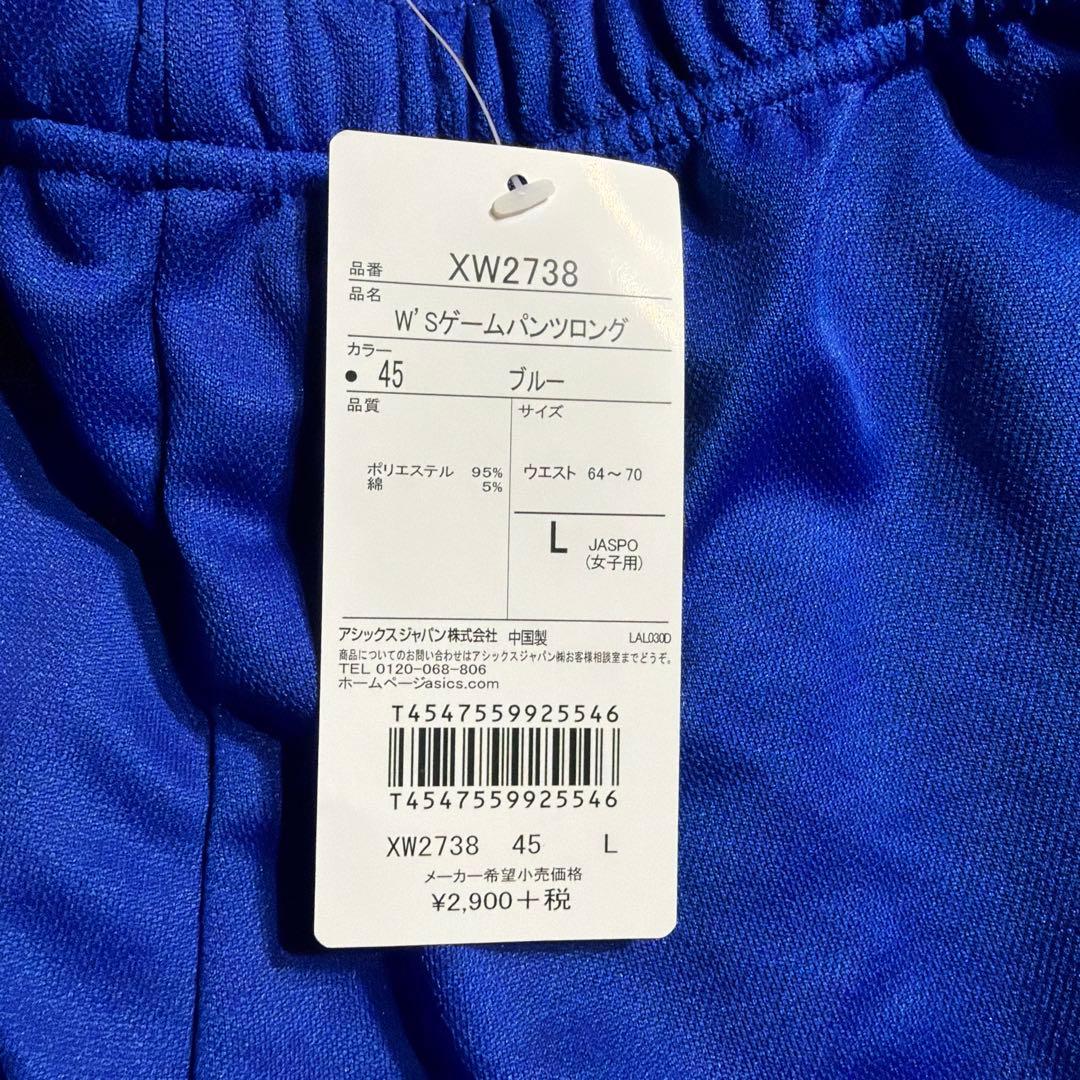 品番 XW2738
品名
W'Sゲームパンツロング
カラー
● 45 ブルー
品質
サイズ
ポリエステル 95%
綿 5%
ウエスト 64～70
L JASPO
(女子用)
アシックスジャパン株式会社 中国製 LAL030D
商品についてのお問い合わせはアシックスジャパン㈱お客様相談室までどうぞ。
TEL 0120-068-806
ホームページasics.com
T4547559925546
T4547559925546
XW2738 45 L
メーカー希望小売価格
¥2,900+税